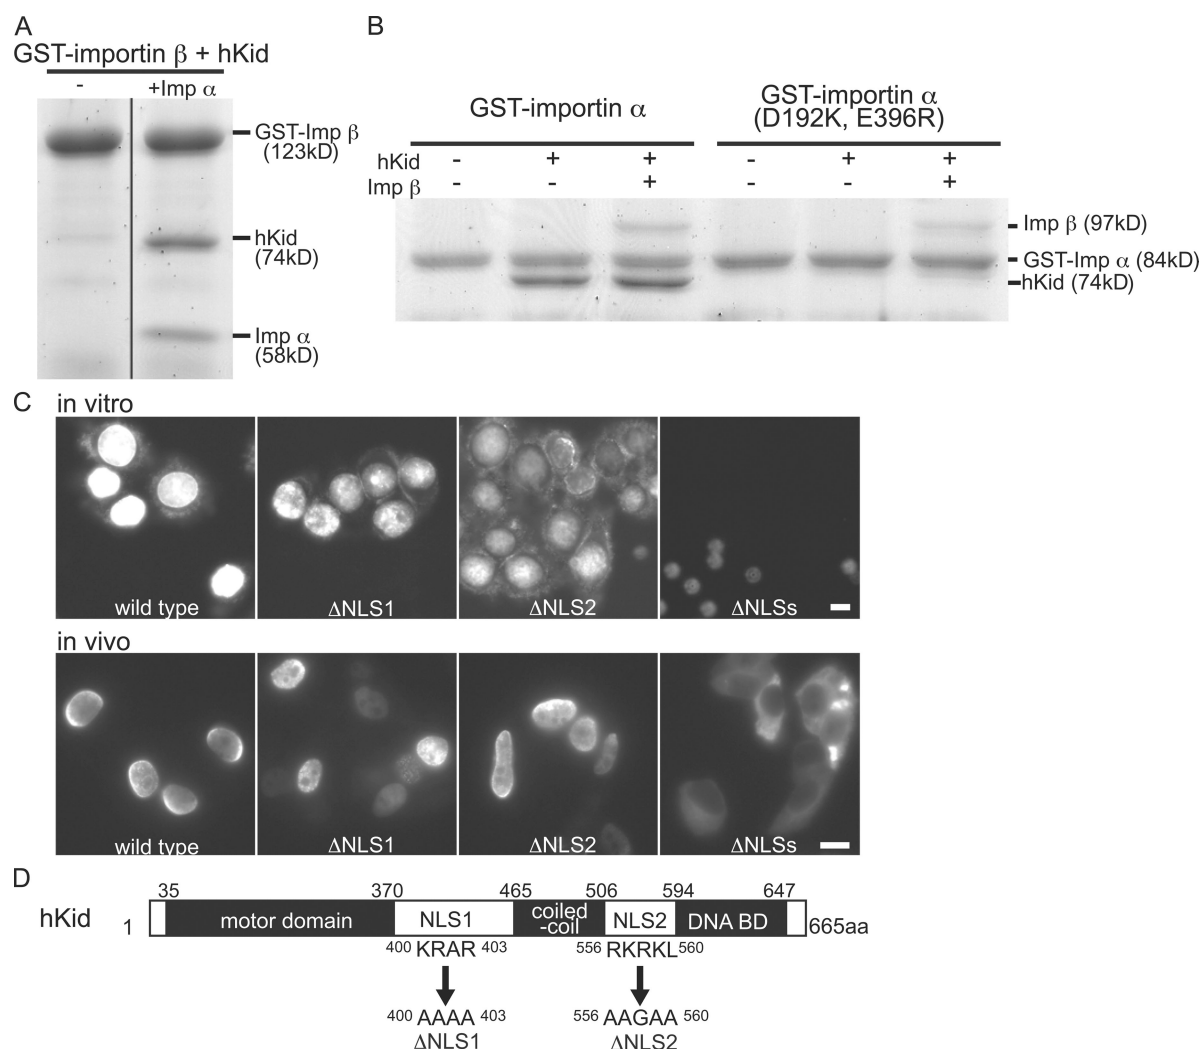 A
GST-importin β + hKid
- +Imp α
GST-Imp β
(123kD)
hKid
(74kD)
Imp α
(58kD)
B
GST-importin α
GST-importin α
(D192K, E396R)
hKid - + + - + +
Imp β - - + - - +
Imp β (97kD)
GST-Imp α (84kD)
hKid (74kD)
C
in vitro
wild type ΔNLS1 ΔNLS2 ΔNLSs
in vivo
wild type ΔNLS1 ΔNLS2 ΔNLSs
D
35 370 465 506 594 647
hKid 1 motor domain NLS1 coiled
-coil NLS2 DNA BD 665aa
400 KRAR 403 556 RKRKL 560
400 AAAA 403 556 AAGAA 560
ΔNLS1 ΔNLS2